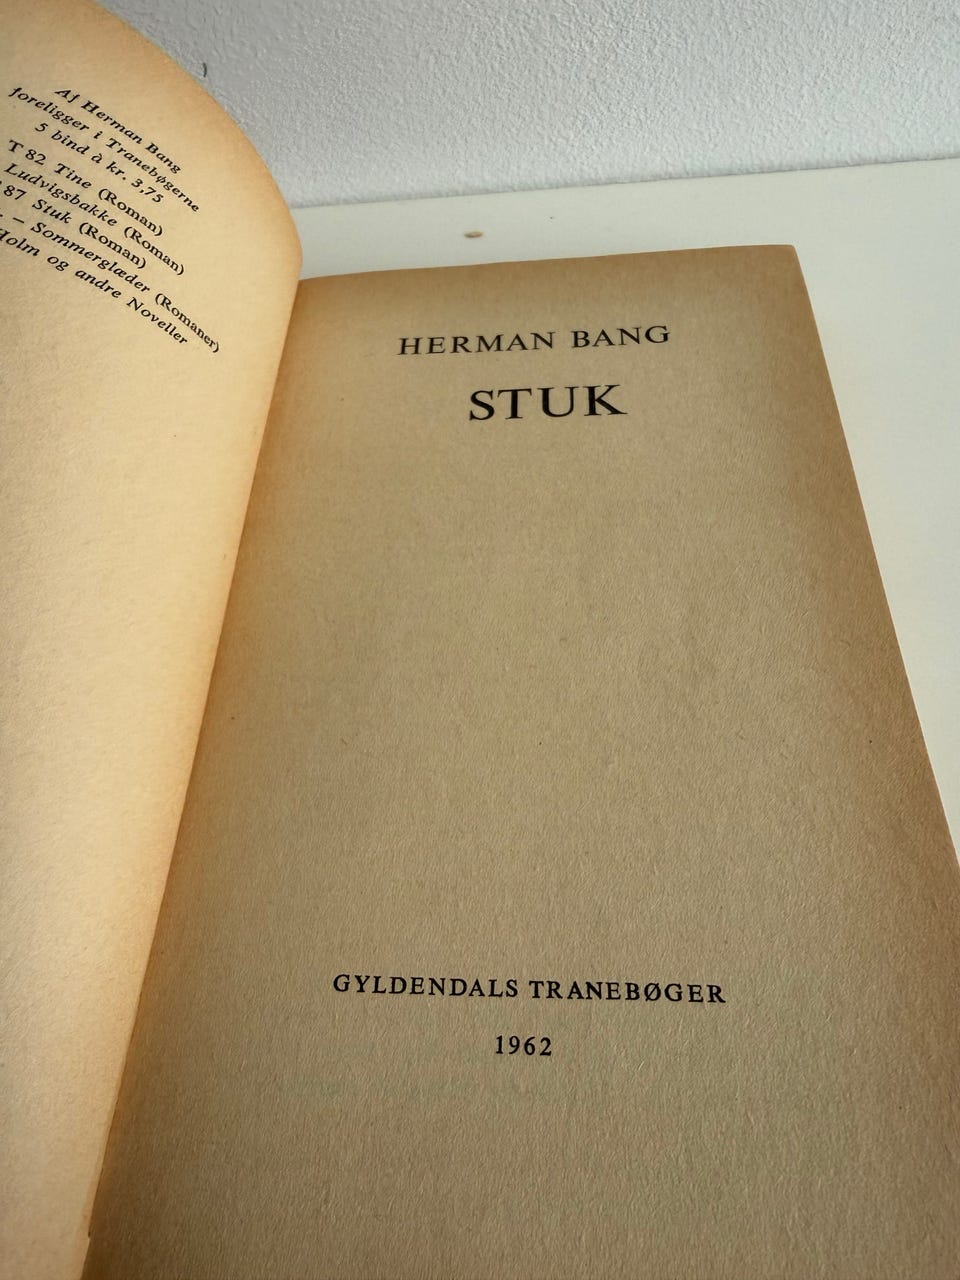 Af Herman Bang
foreligger i Tranebøgerne
5 bind à kr. 3,75
T 82 Tine (Roman)
Ludvigsbakke (Roman)
87 Stuk (Roman)
– Sommerglæder (Romaner)
Holm og andre Noveller
HERMAN BANG
STUK
GYLDENDALS TRANEBØGER
1962